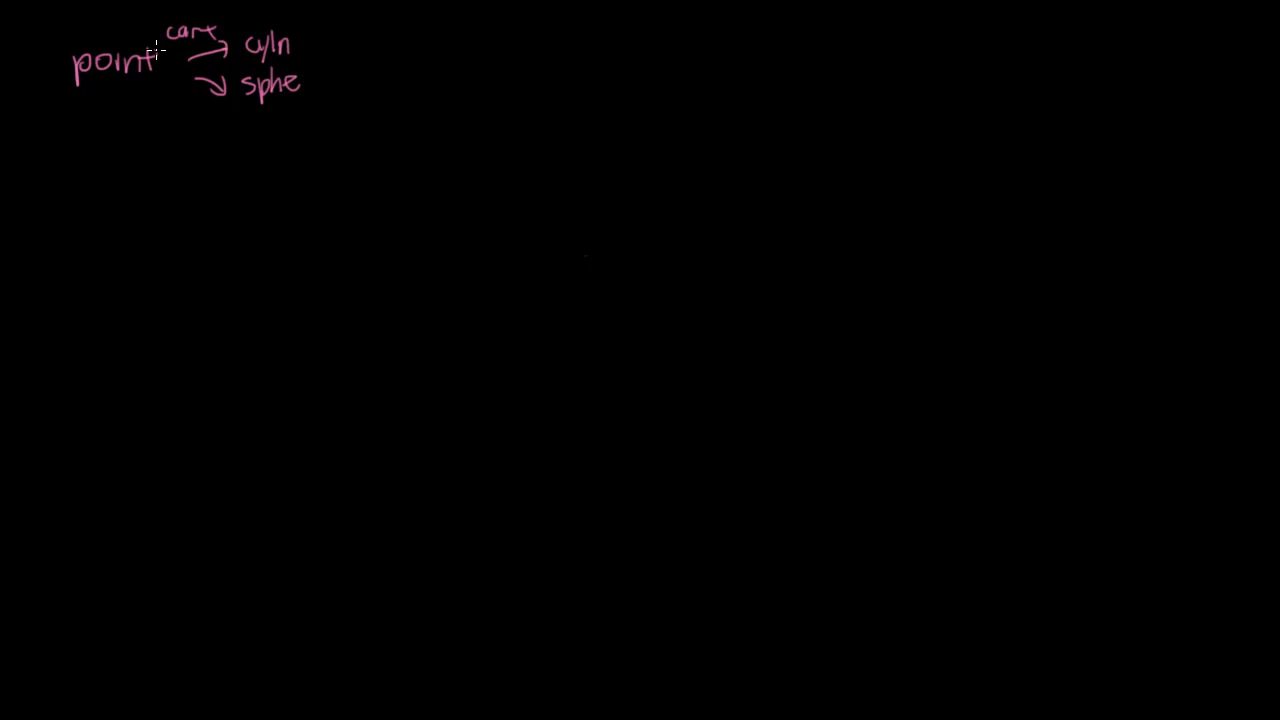 cart
point → cyln
↘ sphe